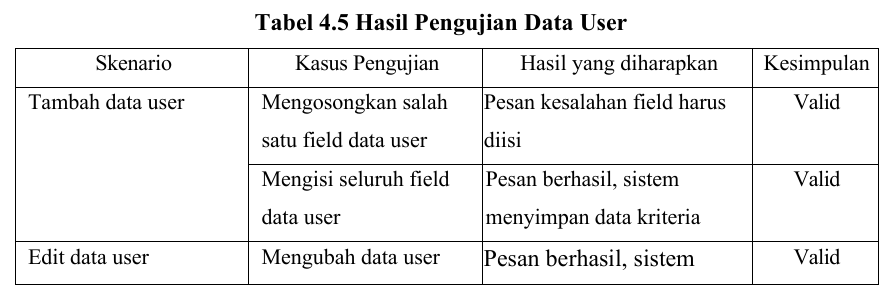 Tabel 4.5 Hasil Pengujian Data User
Skenario Kasus Pengujian Hasil yang diharapkan Kesimpulan
Tambah data user Mengosongkan salah Pesan kesalahan field harus Valid
satu field data user diisi
Mengisi seluruh field Pesan berhasil, sistem Valid
data user menyimpan data kriteria
Edit data user Mengubah data user Pesan berhasil, sistem Valid